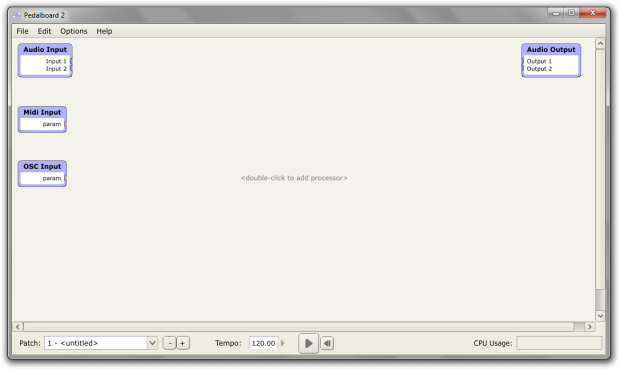 Pedalboard 2
File Edit Options Help
Audio Input
Input 1
Input 2
Audio Output
Output 1
Output 2
Midi Input
param
OSC Input
param
<double-click to add processor>
Patch: 1 - <untitled> - + Tempo: 120.00 CPU Usage: